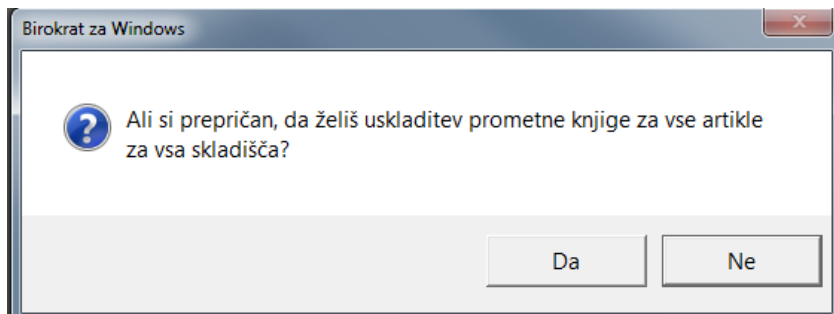 Birokrat za Windows
Ali si prepričan, da želiš uskladitev prometne knjige za vse artikle
za vsa skladišča?
Da
Ne